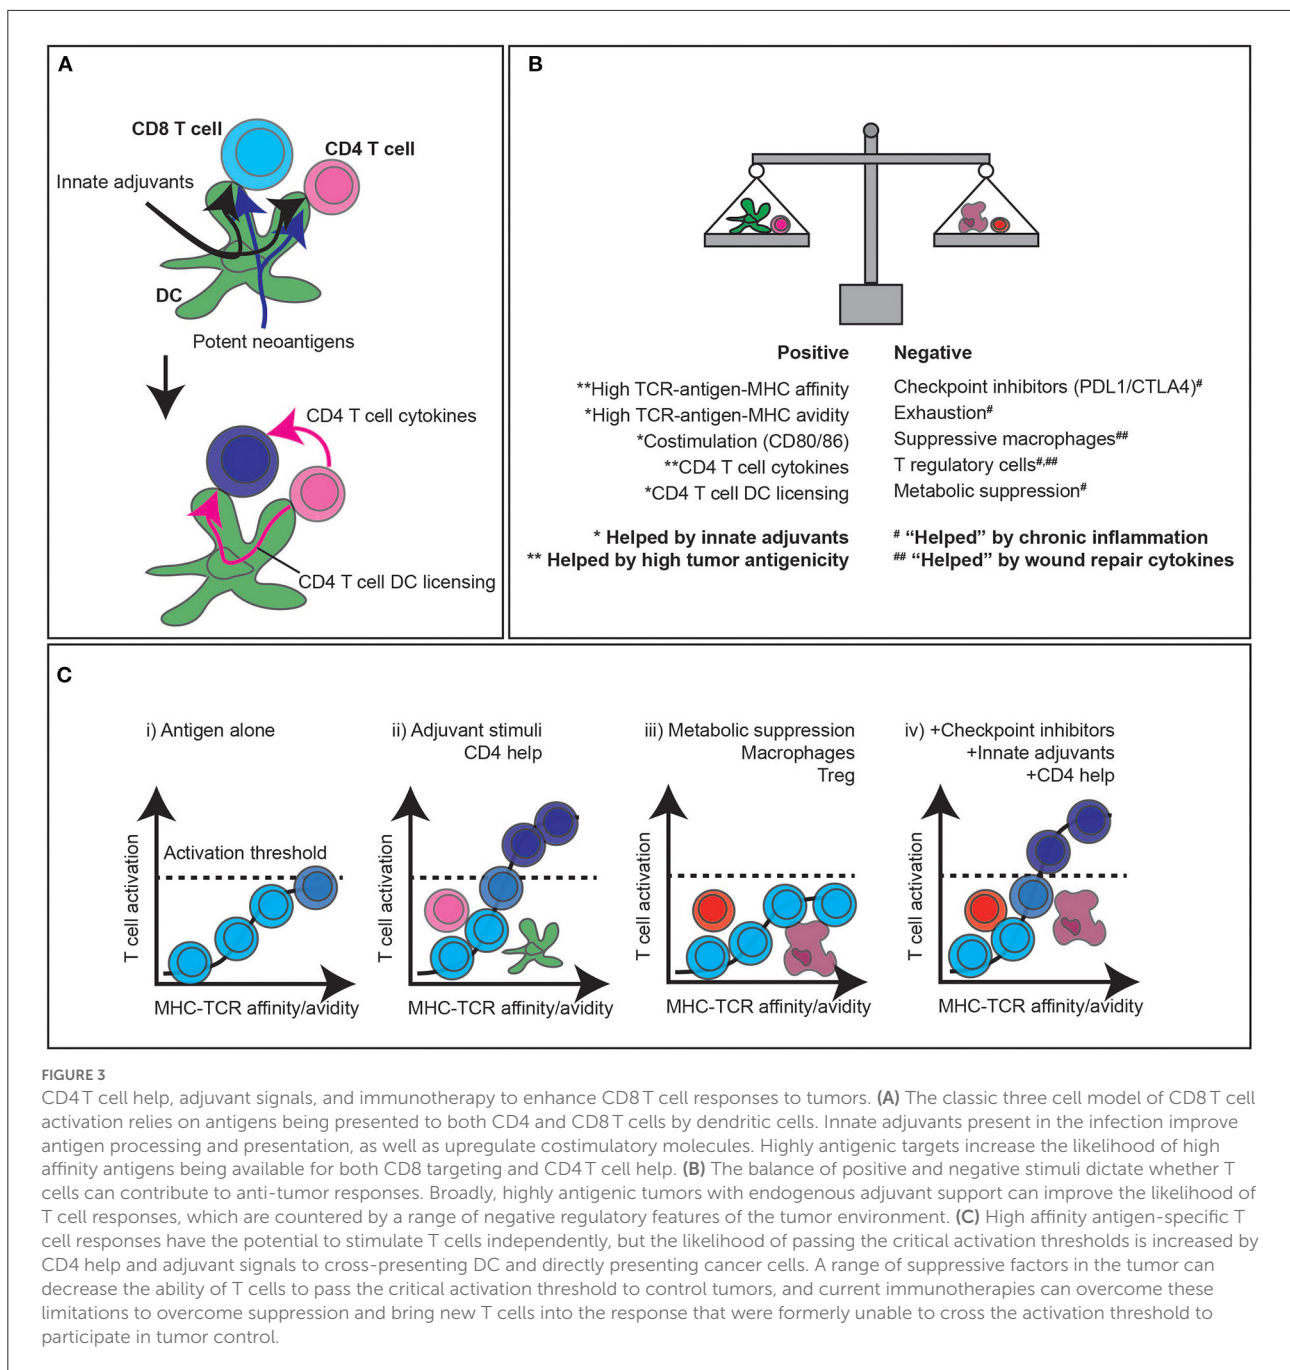 A
CD8 T cell
CD4 T cell
Innate adjuvants
DC
Potent neoantigens
CD4 T cell cytokines
CD4 T cell DC licensing
B
Positive
**High TCR-antigen-MHC affinity
*High TCR-antigen-MHC avidity
*Costimulation (CD80/86)
**CD4 T cell cytokines
*CD4 T cell DC licensing
* Helped by innate adjuvants
** Helped by high tumor antigenicity
Negative
Checkpoint inhibitors (PDL1/CTLA4)#
Exhaustion#
Suppressive macrophages##
T regulatory cells#,##
Metabolic suppression#
# “Helped” by chronic inflammation
## “Helped” by wound repair cytokines
C
i) Antigen alone
Activation threshold
T cell activation
MHC-TCR affinity/avidity
ii) Adjuvant stimuli
CD4 help
T cell activation
MHC-TCR affinity/avidity
iii) Metabolic suppression
Macrophages
Treg
T cell activation
MHC-TCR affinity/avidity
iv) +Checkpoint inhibitors
+Innate adjuvants
+CD4 help
T cell activation
MHC-TCR affinity/avidity
FIGURE 3
CD4 T cell help, adjuvant signals, and immunotherapy to enhance CD8 T cell responses to tumors. (A) The classic three cell model of CD8 T cell
activation relies on antigens being presented to both CD4 and CD8 T cells by dendritic cells. Innate adjuvants present in the infection improve
antigen processing and presentation, as well as upregulate costimulatory molecules. Highly antigenic targets increase the likelihood of high
affinity antigens being available for both CD8 targeting and CD4 T cell help. (B) The balance of positive and negative stimuli dictate whether T
cells can contribute to anti-tumor responses. Broadly, highly antigenic tumors with endogenous adjuvant support can improve the likelihood of
T cell responses, which are countered by a range of negative regulatory features of the tumor environment. (C) High affinity antigen-specific T
cell responses have the potential to stimulate T cells independently, but the likelihood of passing the critical activation thresholds is increased by
CD4 help and adjuvant signals to cross-presenting DC and directly presenting cancer cells. A range of suppressive factors in the tumor can
decrease the ability of T cells to pass the critical activation threshold to control tumors, and current immunotherapies can overcome these
limitations to overcome suppression and bring new T cells into the response that were formerly unable to cross the activation threshold to
participate in tumor control.